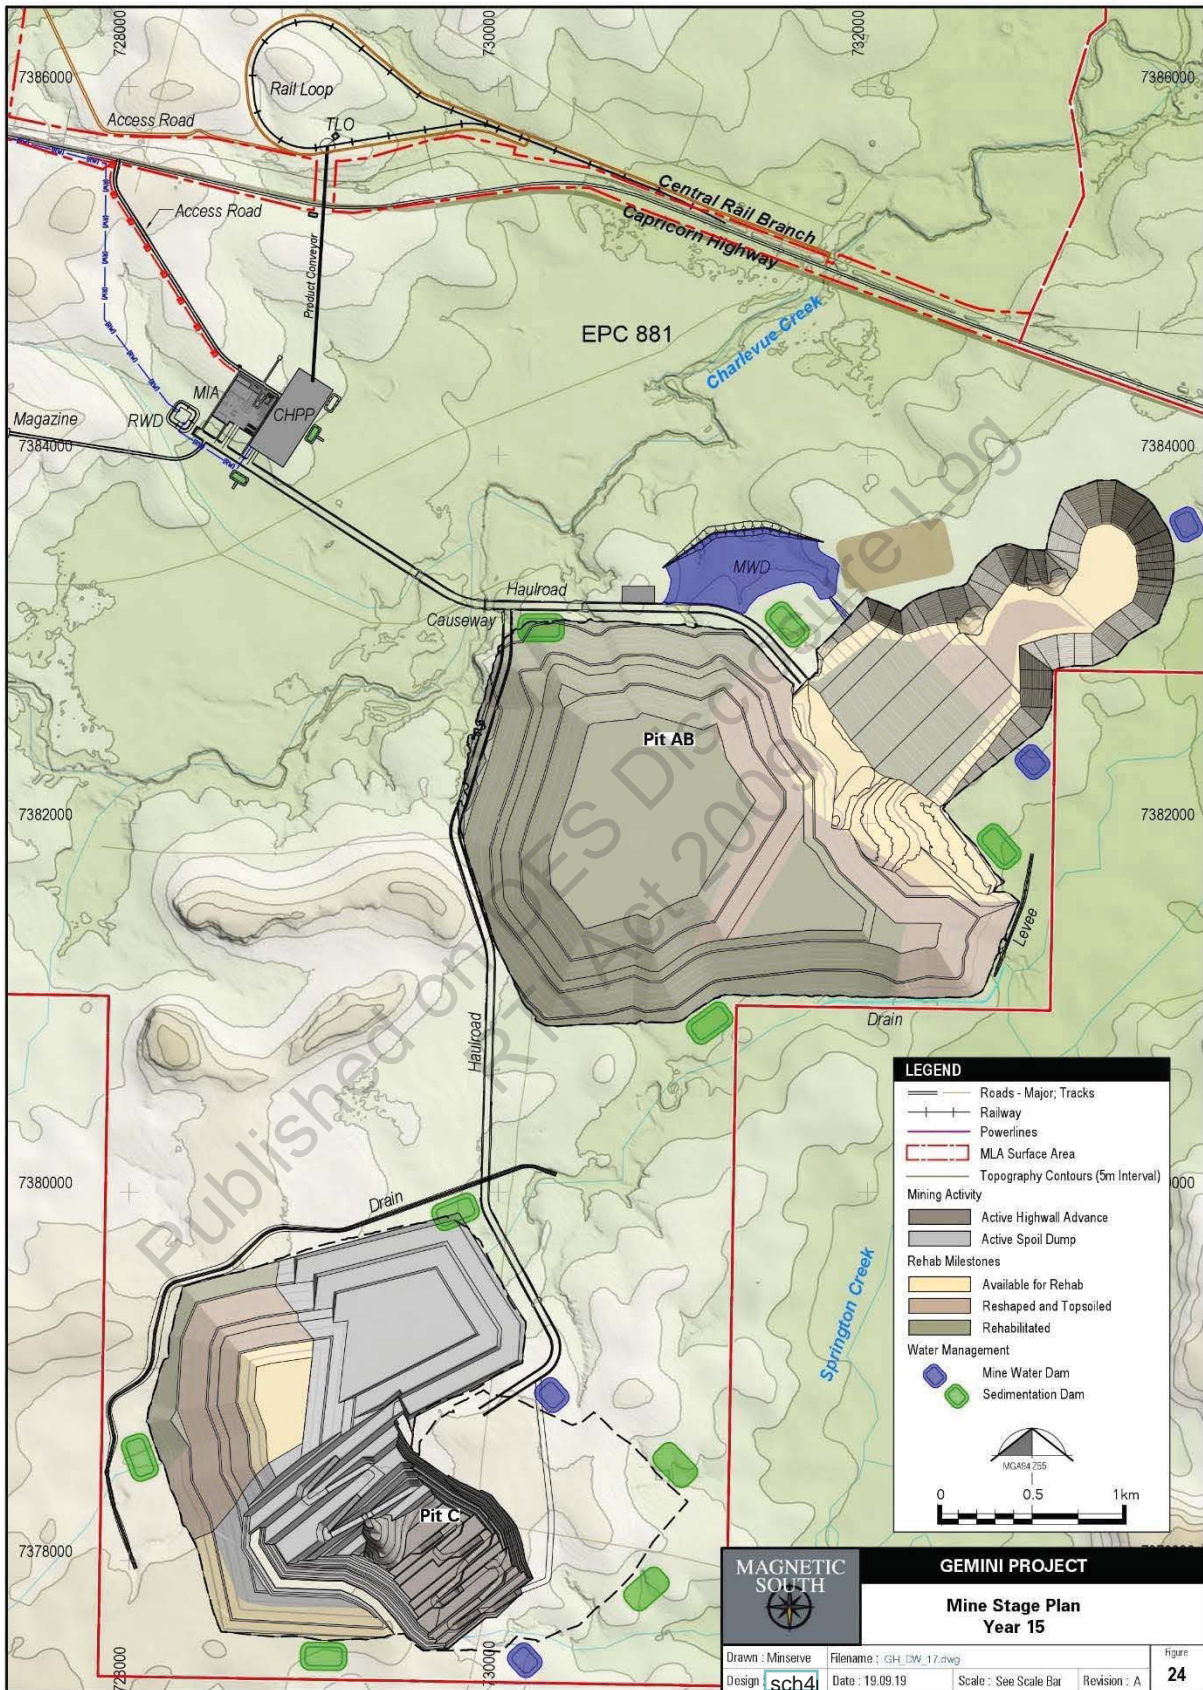 728000
730000
732000
7386000
7386000
Rail Loop
TLO
Access Road
Access Road
Central Rail Branch
Capricorn Highway
Product Conveyor
EPC 881
Charlevue Creek
MIA
CHPP
RWD
Magazine
7384000
7384000
MWD
Haulroad
Causeway
Pit AB
7382000
7382000
Levee
Drain
Haulroad
Published on DES Disclosure Log
RTI Act 2009
7380000
Drain
Springton Creek
Pit C
7378000
728000
730000
LEGEND
Roads - Major; Tracks
Railway
Powerlines
MLA Surface Area
Topography Contours (5m Interval)
Mining Activity
Active Highwall Advance
Active Spoil Dump
Rehab Milestones
Available for Rehab
Reshaped and Topsoiled
Rehabilitated
Water Management
Mine Water Dam
Sedimentation Dam
MGA94 Z55
0 0.5 1km
MAGNETIC
SOUTH
GEMINI PROJECT
Mine Stage Plan
Year 15
Drawn : Minserve
Filename : GH_DW_17.dwg
Figure
24
Design : sch4
Date : 19.09.19
Scale : See Scale Bar
Revision : A